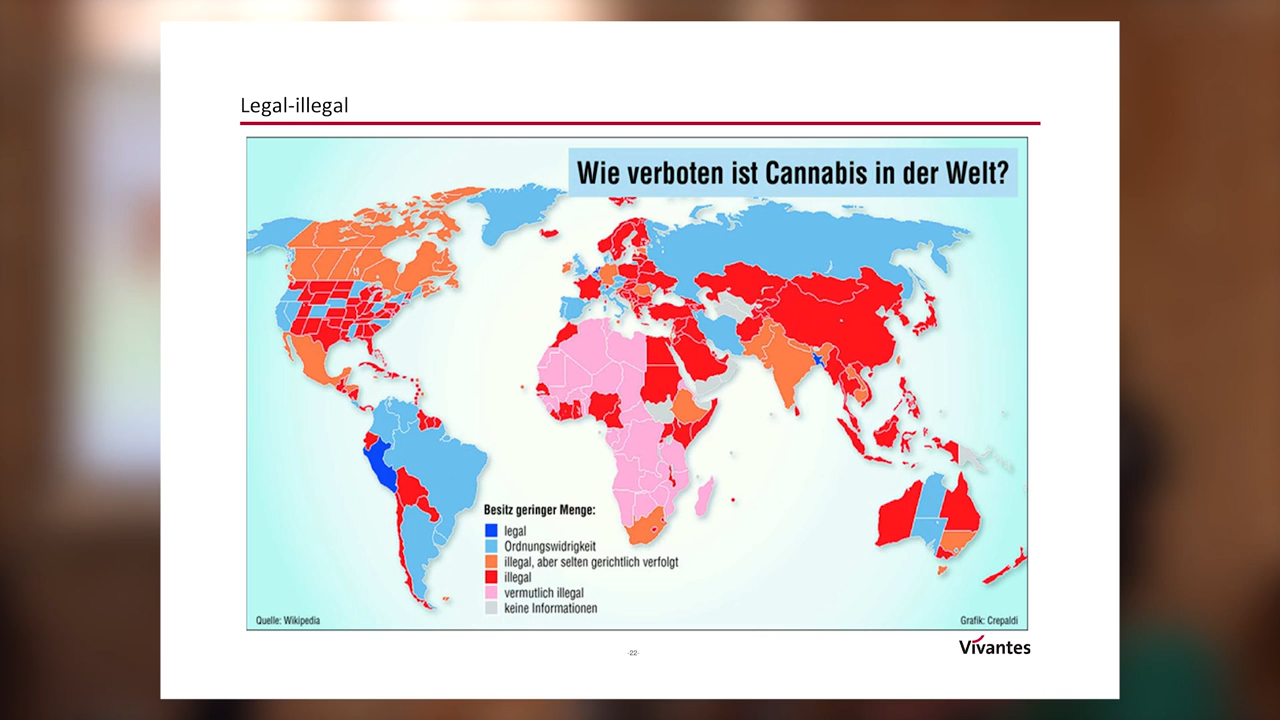 Legal-illegal
Wie verboten ist Cannabis in der Welt?
Besitz geringer Menge:
legal
Ordnungswidrigkeit
illegal, aber selten gerichtlich verfolgt
illegal
vermutlich illegal
keine Informationen
Quelle: Wikipedia
Grafik: Crepaldi
-22-
Vivantes